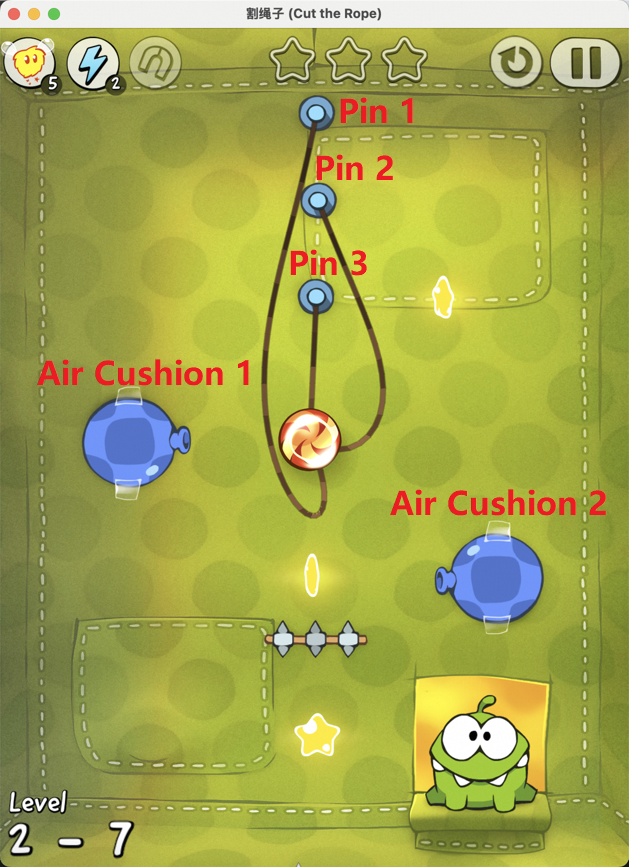 割绳子 (Cut the Rope)
5
2
Pin 1
Pin 2
Pin 3
Air Cushion 1
Air Cushion 2
Level
2 - 7